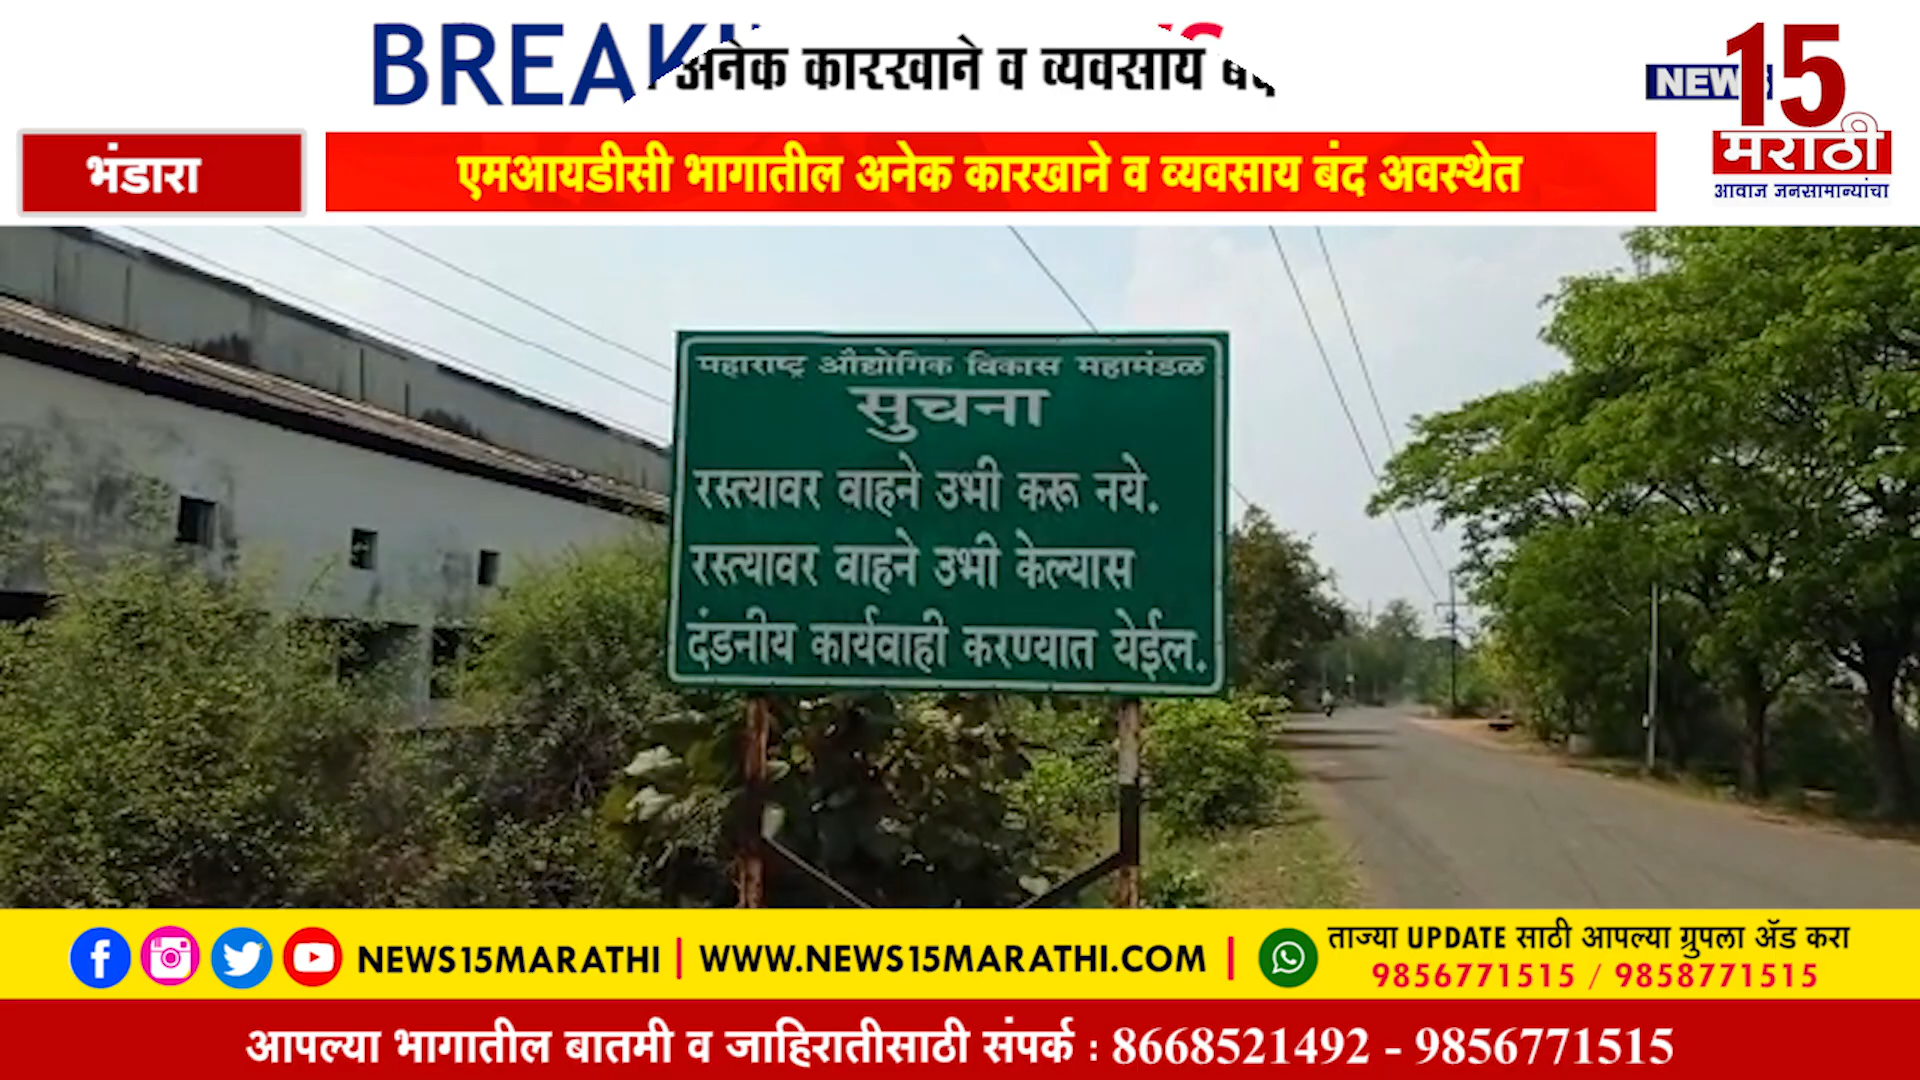 अनेक कारखाने व व्यवसाय
NEWS 15
मराठी
आवाज जनसामान्यांचा
भंडारा
एमआयडीसी भागातील अनेक कारखाने व व्यवसाय बंद अवस्थेत
महाराष्ट्र औद्योगिक विकास महामंडळ
सुचना
रस्त्यावर वाहने उभी करू नये.
रस्त्यावर वाहने उभी केल्यास
दंडनीय कार्यवाही करण्यात येईल.
NEWS15MARATHI | WWW.NEWS15MARATHI.COM |
ताज्या UPDATE साठी आपल्या ग्रुपला ॲड करा
9856771515 / 9858771515
आपल्या भागातील बातमी व जाहिरातीसाठी संपर्क : 8668521492 - 9856771515